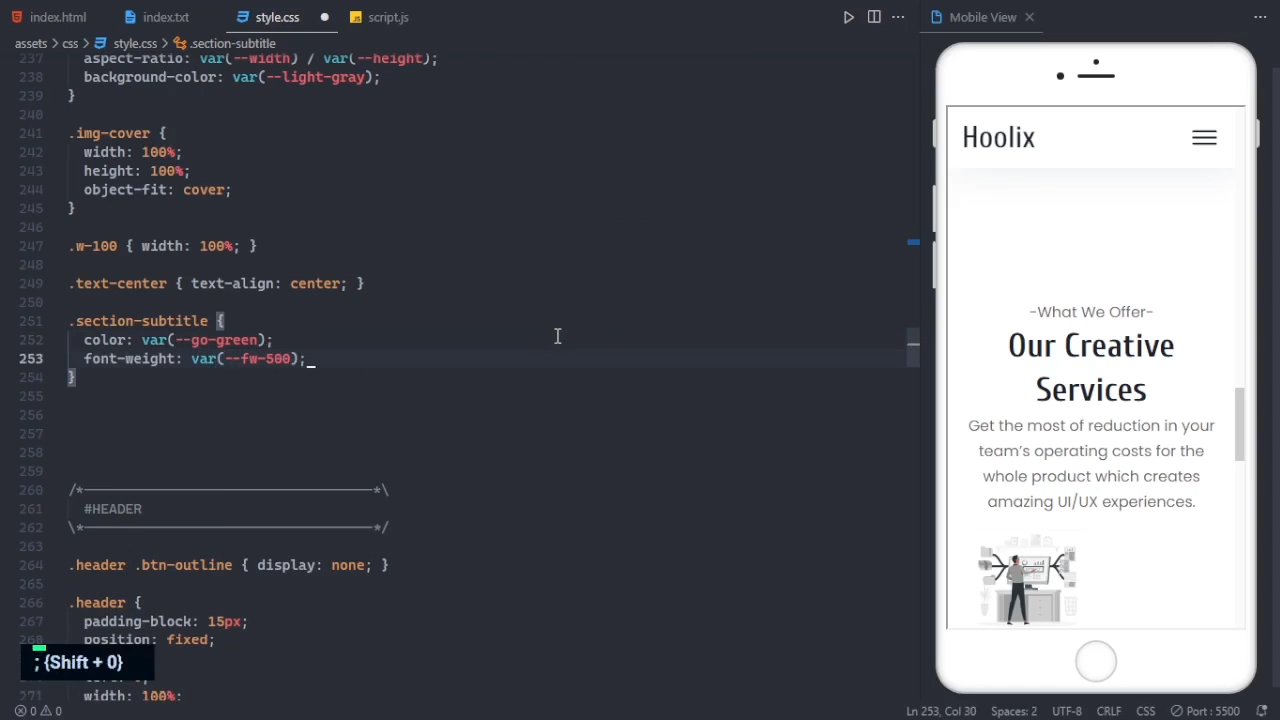 index.html
index.txt
style.css
script.js
Mobile View
assets > css > style.css > .section-subtitle
237 aspect-ratio: var(--width) / var(--height);
238 background-color: var(--light-gray);
239 }
240
241 .img-cover {
242 width: 100%;
243 height: 100%;
244 object-fit: cover;
245 }
246
247 .w-100 { width: 100%; }
248
249 .text-center { text-align: center; }
250
251 .section-subtitle {
252 color: var(--go-green);
253 font-weight: var(--fw-500);
254 }
255
256
257
258
259
260 /*-----------------------------------*\
261 #HEADER
262 \*-----------------------------------*/
263
264 .header .btn-outline { display: none; }
265
266 .header {
267 padding-block: 15px;
268 position: fixed;
271 width: 100%;
; {Shift + 0}
Hoolix
-What We Offer-
Our Creative
Services
Get the most of reduction in your
team's operating costs for the
whole product which creates
amazing UI/UX experiences.
0 0
Ln 253, Col 30
Spaces: 2
UTF-8
CRLF
CSS
Port : 5500